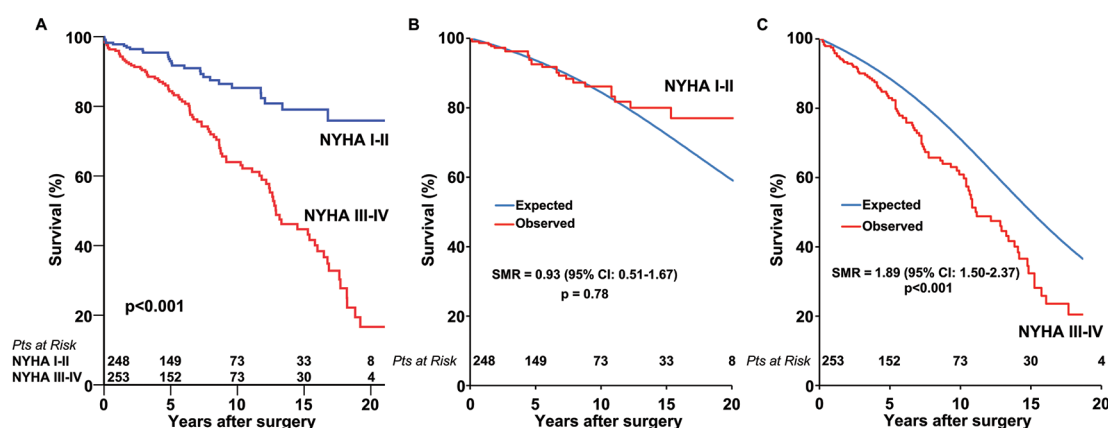 A
100
80
60
40
20
0
Survival (%)
NYHA I-II
NYHA III-IV
p<0.001
Pts at Risk
NYHA I-II 248 149 73 33 8
NYHA III-IV 253 152 73 30 4
0 5 10 15 20
Years after surgery
B
100
80
60
40
20
0
Survival (%)
NYHA I-II
Expected
Observed
SMR = 0.93 (95% CI: 0.51-1.67)
p = 0.78
Pts at Risk 248 149 73 33 8
0 5 10 15 20
Years after surgery
C
100
80
60
40
20
0
Survival (%)
Expected
Observed
SMR = 1.89 (95% CI: 1.50-2.37)
p<0.001
NYHA III-IV
Pts at Risk 253 152 73 30 4
0 5 10 15 20
Years after surgery